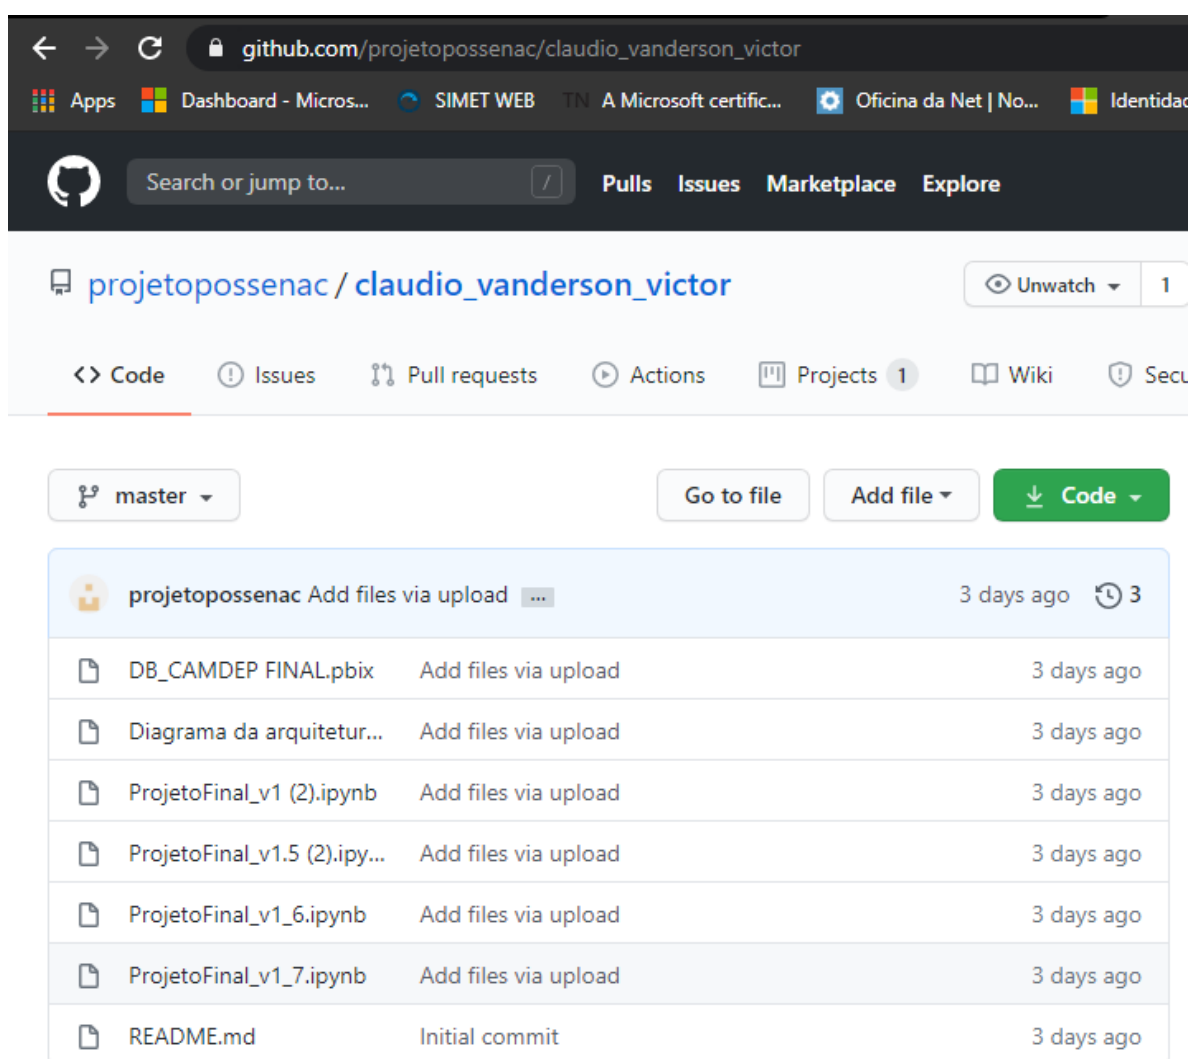 github.com/projetopossenac/claudio_vanderson_victor
Apps Dashboard - Micros... SIMET WEB TN A Microsoft certific... Oficina da Net | No... Identidac
Search or jump to... / Pulls Issues Marketplace Explore
projetopossenac / claudio_vanderson_victor Unwatch 1
Code Issues Pull requests Actions Projects 1 Wiki Secu
master Go to file Add file Code
projetopossenac Add files via upload ... 3 days ago 3
DB_CAMDEP FINAL.pbix Add files via upload 3 days ago
Diagrama da arquitetur... Add files via upload 3 days ago
ProjetoFinal_v1 (2).ipynb Add files via upload 3 days ago
ProjetoFinal_v1.5 (2).ipy... Add files via upload 3 days ago
ProjetoFinal_v1_6.ipynb Add files via upload 3 days ago
ProjetoFinal_v1_7.ipynb Add files via upload 3 days ago
README.md Initial commit 3 days ago